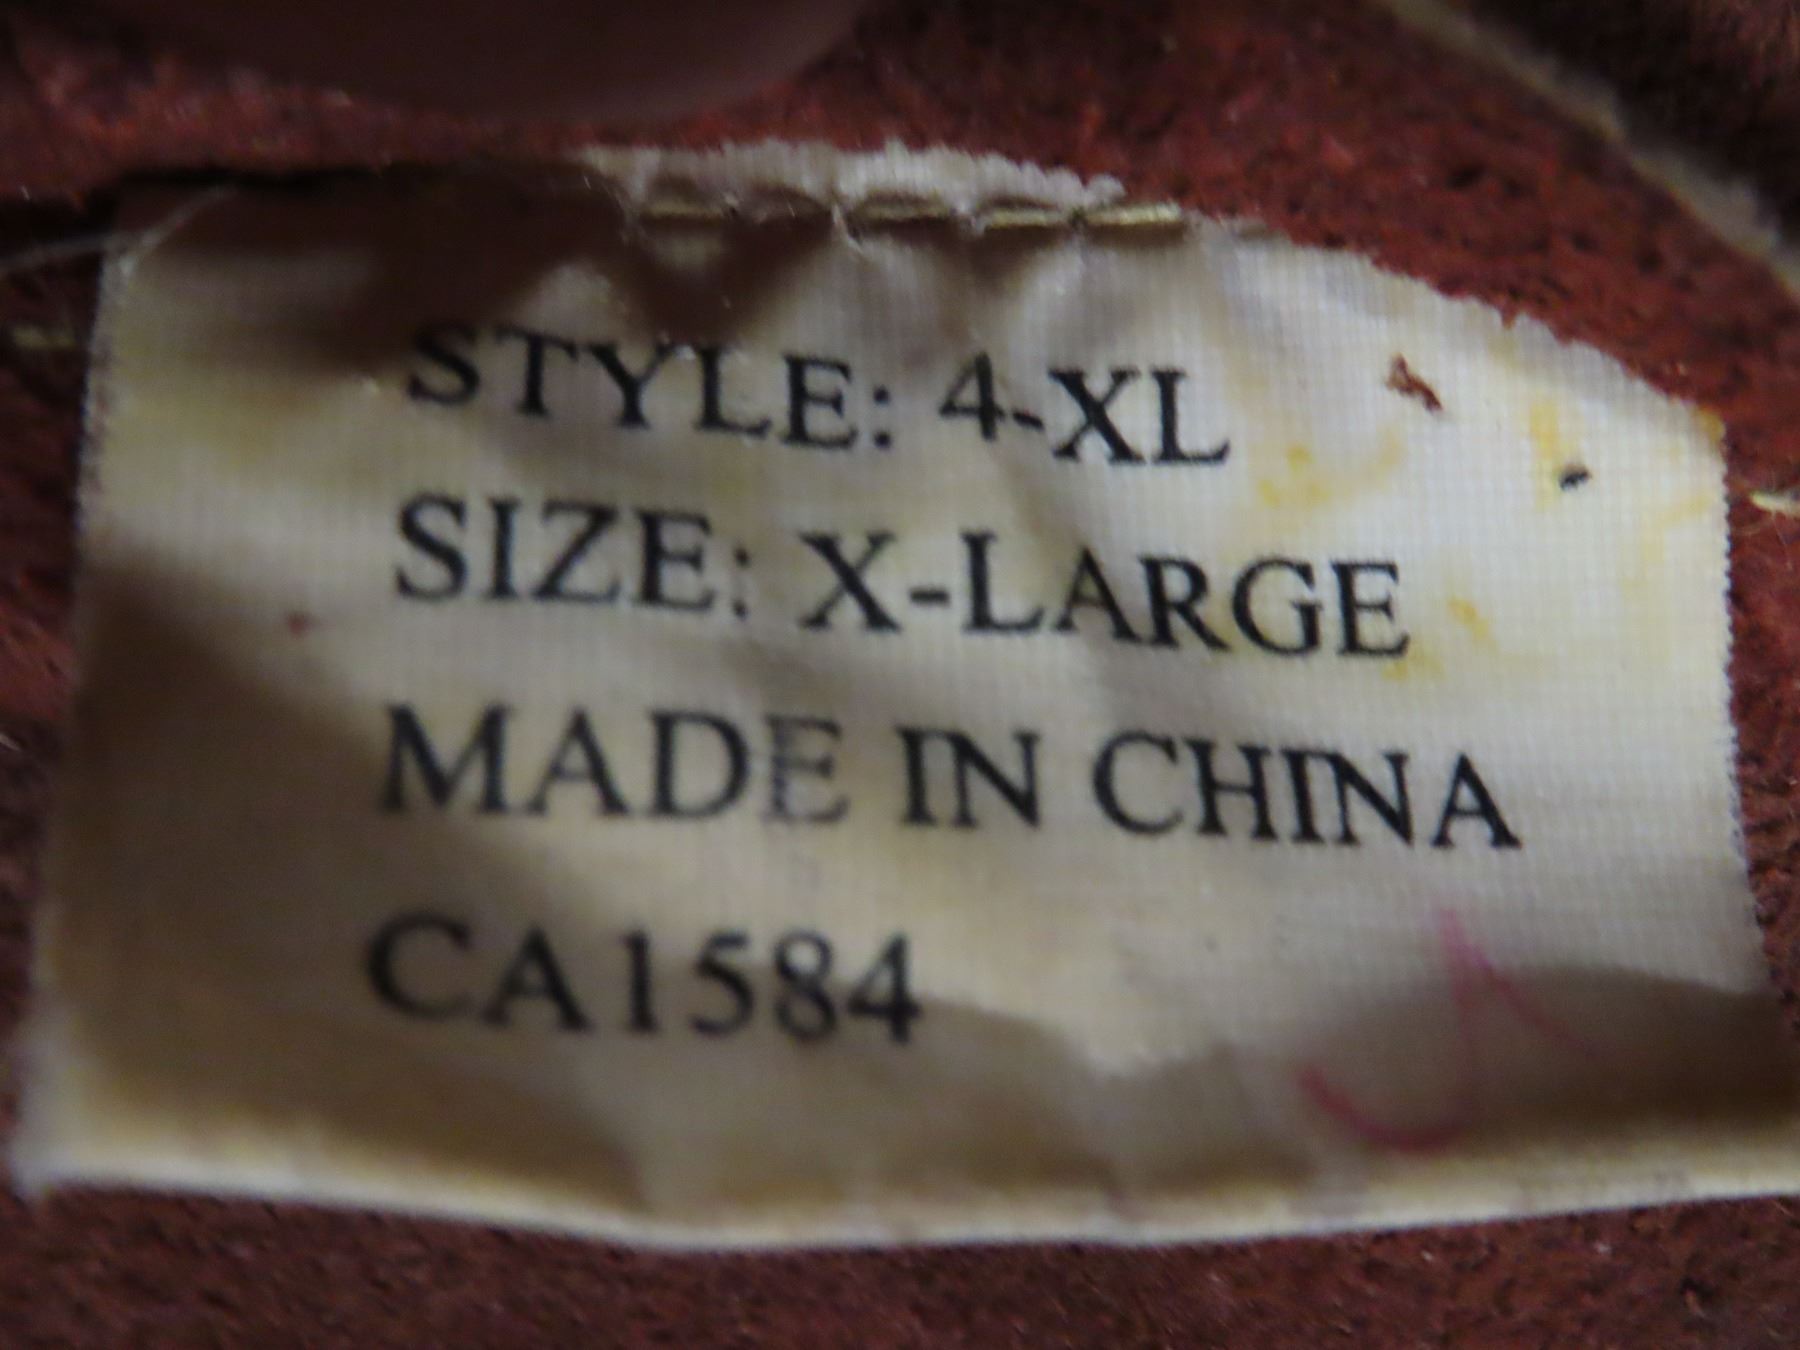 STYLE: 4-XL
SIZE: X-LARGE
MADE IN CHINA
CA1584